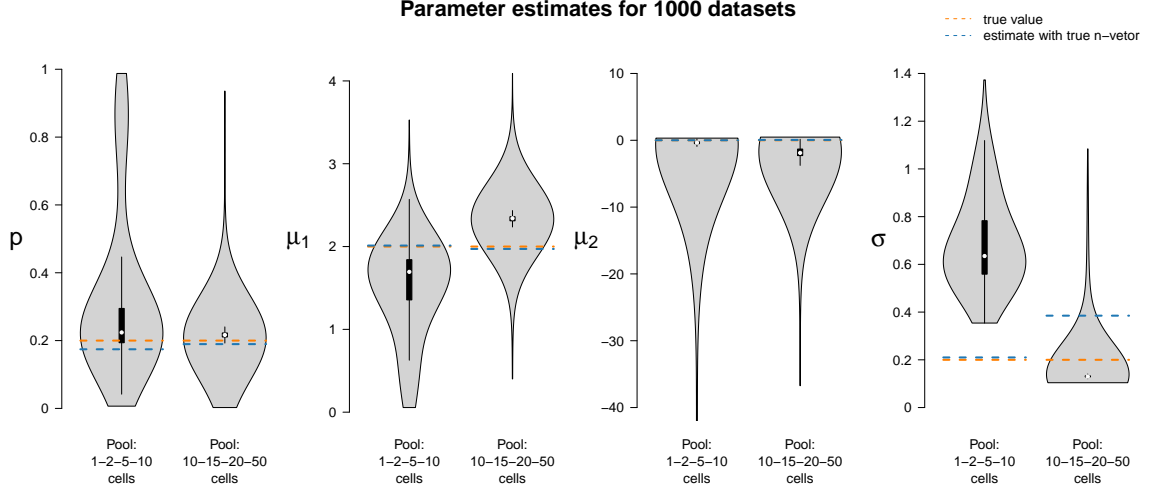 Parameter estimates for 1000 datasets
true value
estimate with true n−vetor
p
0
0.2
0.4
0.6
0.8
1
Pool:
1−2−5−10
cells
Pool:
10−15−20−50
cells
μ1
0
1
2
3
4
Pool:
1−2−5−10
cells
Pool:
10−15−20−50
cells
μ2
−40
−30
−20
−10
0
10
Pool:
1−2−5−10
cells
Pool:
10−15−20−50
cells
σ
0
0.2
0.4
0.6
0.8
1
1.2
1.4
Pool:
1−2−5−10
cells
Pool:
10−15−20−50
cells